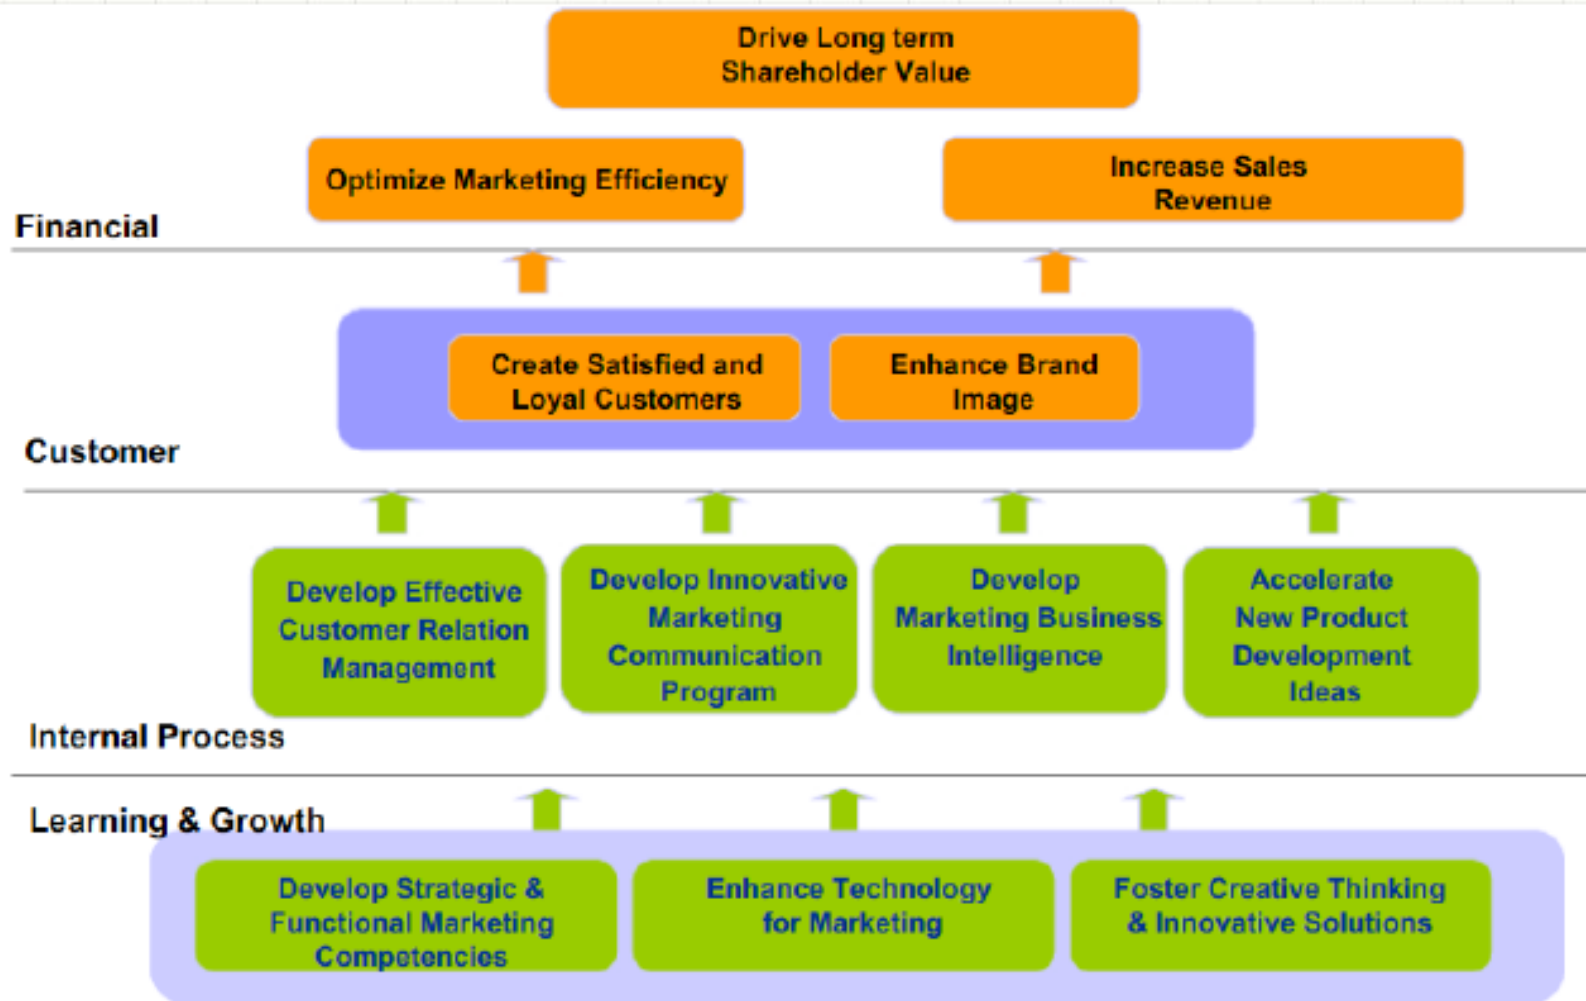 Drive Long term
Shareholder Value
Optimize Marketing Efficiency
Increase Sales
Revenue
Financial
Create Satisfied and
Loyal Customers
Enhance Brand
Image
Customer
Develop Effective
Customer Relation
Management
Develop Innovative
Marketing
Communication
Program
Develop
Marketing Business
Intelligence
Accelerate
New Product
Development
Ideas
Internal Process
Learning & Growth
Develop Strategic &
Functional Marketing
Competencies
Enhance Technology
for Marketing
Foster Creative Thinking
& Innovative Solutions